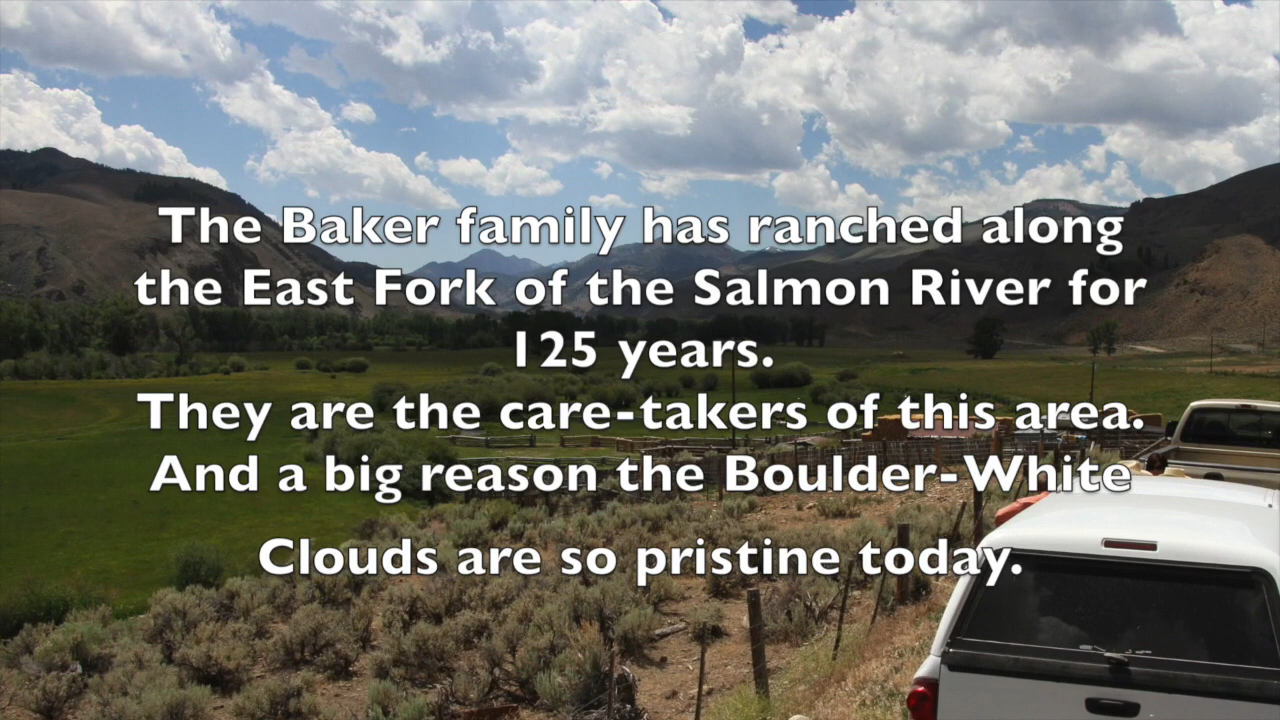 The Baker family has ranched along
the East Fork of the Salmon River for
125 years.
They are the care-takers of this area.
And a big reason the Boulder-White
Clouds are so pristine today.